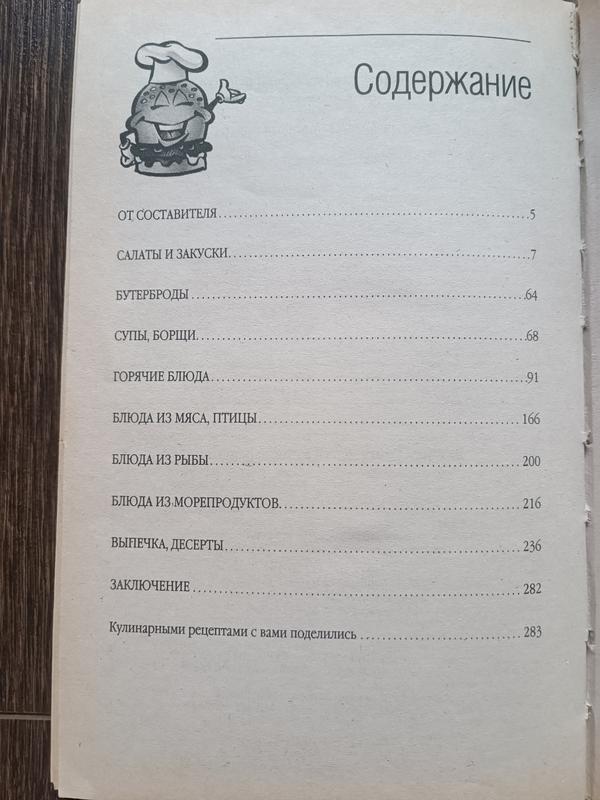 Содержание
ОТ СОСТАВИТЕЛЯ........................................................5
САЛАТЫ И ЗАКУСКИ.....................................................7
БУТЕРБРОДЫ...........................................................64
СУПЫ, БОРЩИ..........................................................68
ГОРЯЧИЕ БЛЮДА........................................................91
БЛЮДА ИЗ МЯСА, ПТИЦЫ................................................166
БЛЮДА ИЗ РЫБЫ.......................................................200
БЛЮДА ИЗ МОРЕПРОДУКТОВ..............................................216
ВЫПЕЧКА, ДЕСЕРТЫ....................................................236
ЗАКЛЮЧЕНИЕ..........................................................282
Кулинарными рецептами с вами поделились.............................283